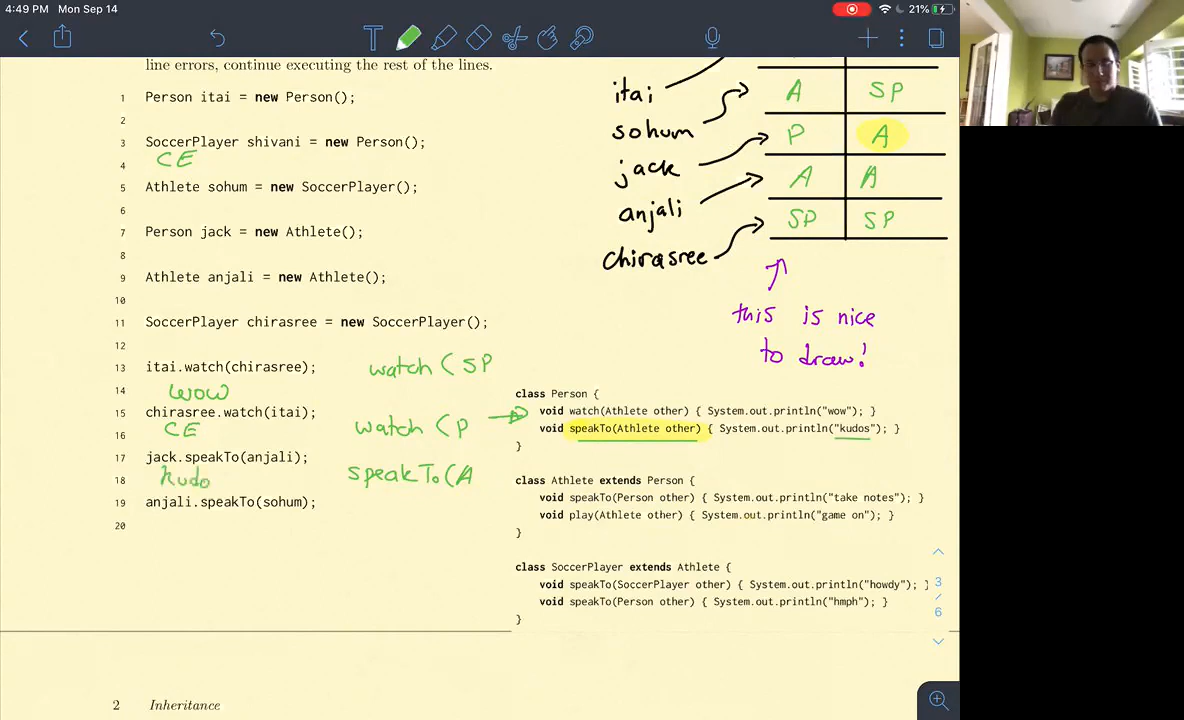 4:49 PM Mon Sep 14
21%
T
line errors, continue executing the rest of the lines.
1 Person itai = new Person();
2
3 SoccerPlayer shivani = new Person();
4 CE
5 Athlete sohum = new SoccerPlayer();
6
7 Person jack = new Athlete();
8
9 Athlete anjali = new Athlete();
10
11 SoccerPlayer chirasree = new SoccerPlayer();
12
13 itai.watch(chirasree); watch (SP
14 wow
15 chirasree.watch(itai); watch (P
16 CE
17 jack.speakTo(anjali); speakTo(A
18 kudo
19 anjali.speakTo(sohum);
20
itai
sohum
jack
anjali
chirasree
A SP
P A
A A
SP SP
this is nice
to draw!
class Person {
void watch(Athlete other) { System.out.println("wow"); }
void speakTo(Athlete other) { System.out.println("kudos"); }
}
class Athlete extends Person {
void speakTo(Person other) { System.out.println("take notes"); }
void play(Athlete other) { System.out.println("game on"); }
}
class SoccerPlayer extends Athlete {
void speakTo(SoccerPlayer other) { System.out.println("howdy"); }
void speakTo(Person other) { System.out.println("hmph"); }
}
3
/
6
2 Inheritance